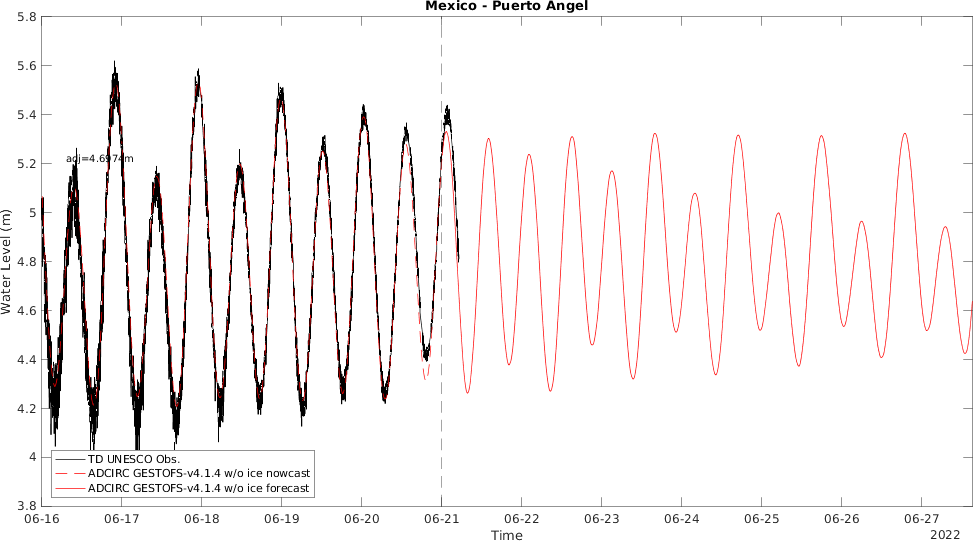 Mexico - Puerto Angel
5.8
5.6
5.4
5.2
5
4.8
4.6
4.4
4.2
4
3.8
Water Level (m)
adj=4.6974m
TD UNESCO Obs.
ADCIRC GESTOFS-v4.1.4 w/o ice nowcast
ADCIRC GESTOFS-v4.1.4 w/o ice forecast
06-16 06-17 06-18 06-19 06-20 06-21 06-22 06-23 06-24 06-25 06-26 06-27
2022
Time